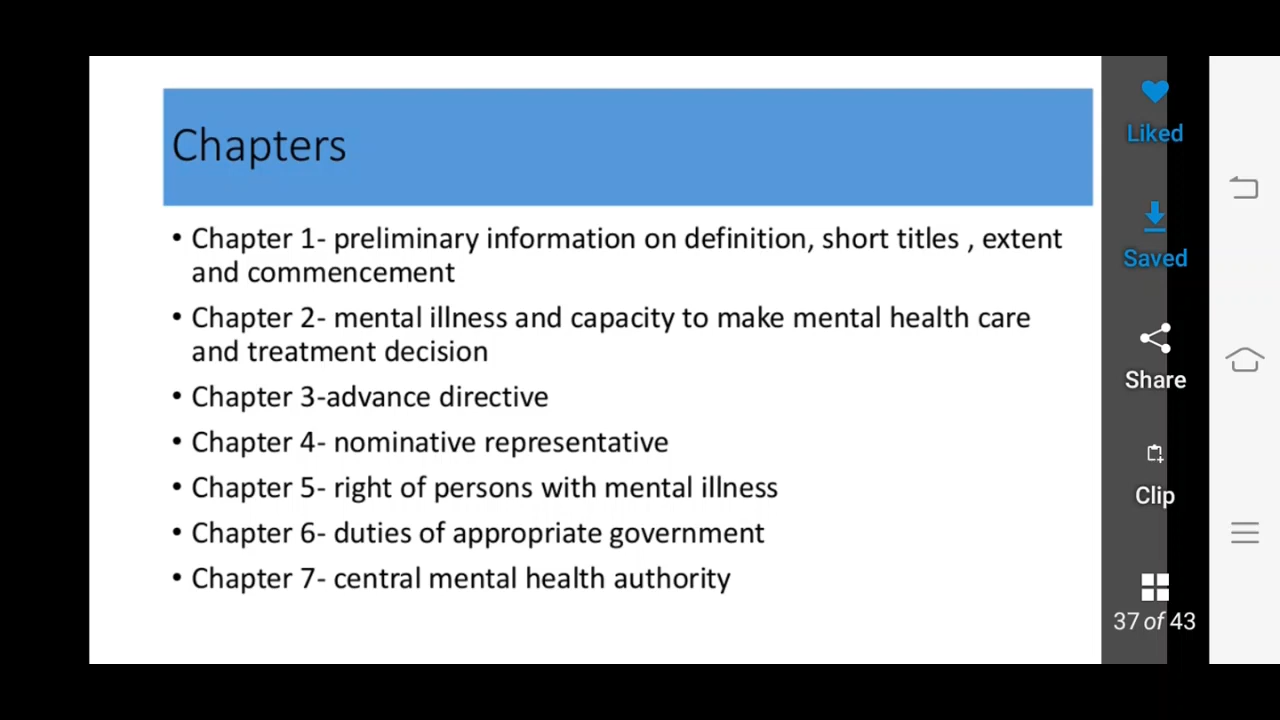 Chapters
• Chapter 1- preliminary information on definition, short titles , extent
and commencement
• Chapter 2- mental illness and capacity to make mental health care
and treatment decision
• Chapter 3-advance directive
• Chapter 4- nominative representative
• Chapter 5- right of persons with mental illness
• Chapter 6- duties of appropriate government
• Chapter 7- central mental health authority
Liked
Saved
Share
Clip
37 of 43